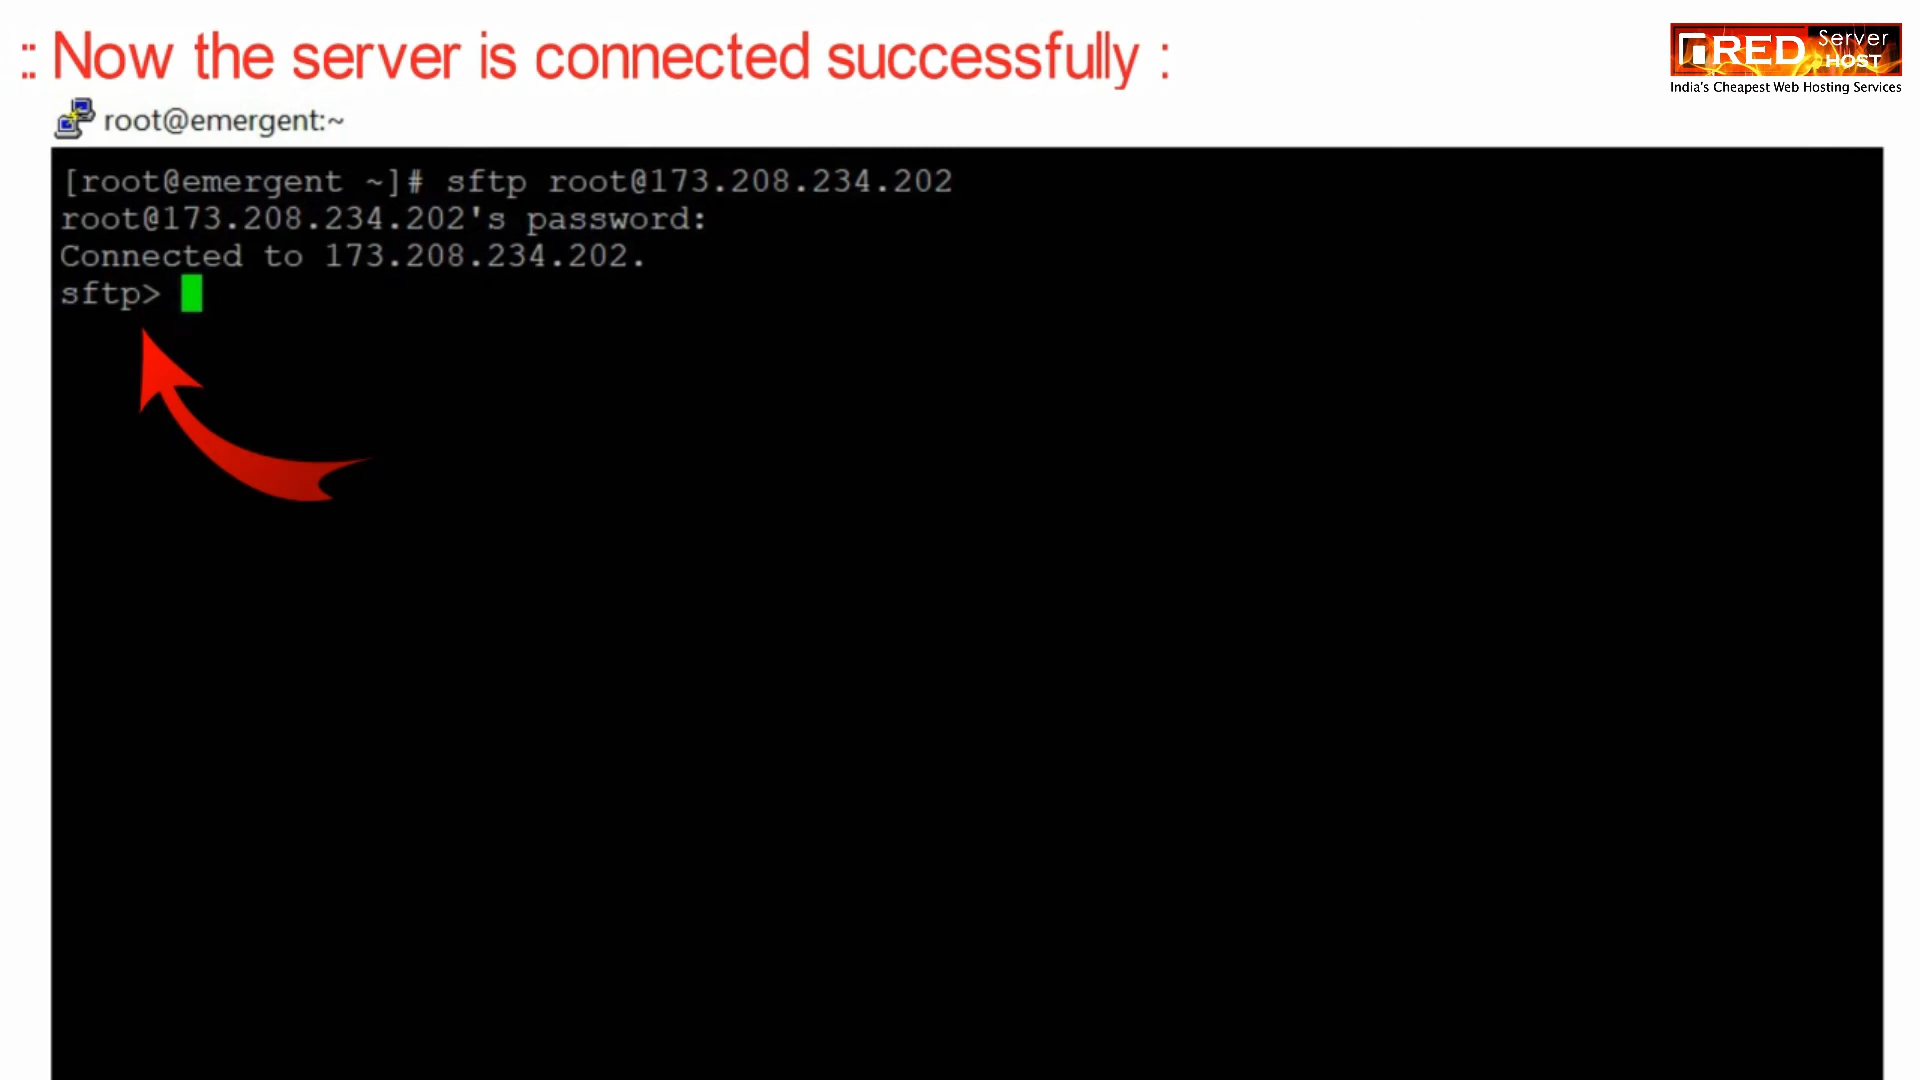 :: Now the server is connected successfully :
RED Server HOST
India's Cheapest Web Hosting Services
root@emergent:~
[root@emergent ~]# sftp root@173.208.234.202
root@173.208.234.202's password:
Connected to 173.208.234.202.
sftp>